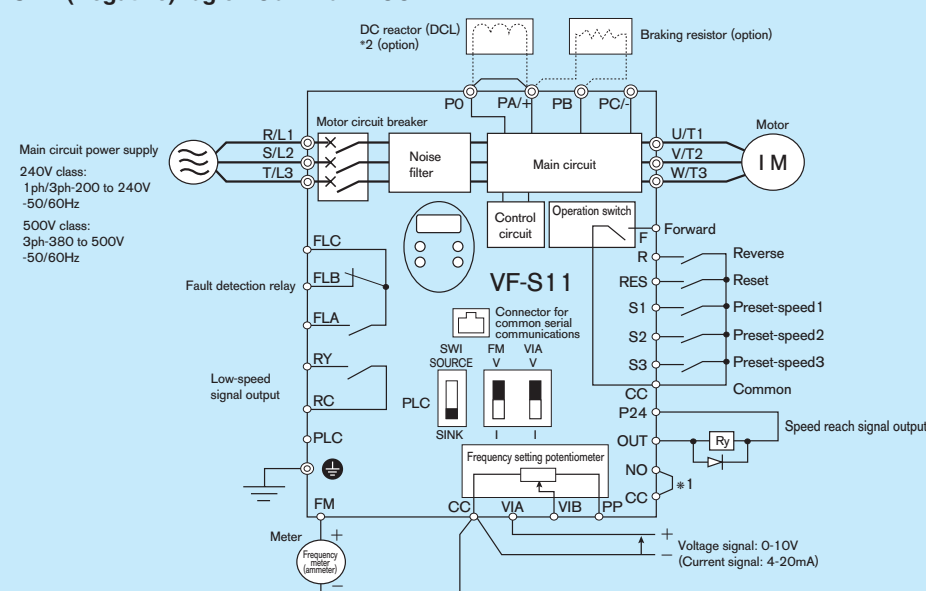 DC reactor (DCL)
*2 (option)
Braking resistor (option)
P0
PA/+
PB
PC/-
Motor circuit breaker
R/L1
S/L2
T/L3
Noise
filter
Main circuit
U/T1
V/T2
W/T3
Motor
I M
Main circuit power supply
240V class:
1ph/3ph-200 to 240V
-50/60Hz
500V class:
3ph-380 to 500V
-50/60Hz
Control
circuit
Operation switch
F
Forward
R
Reverse
RES
Reset
S1
Preset-speed1
S2
Preset-speed2
S3
Preset-speed3
CC
Common
FLC
FLB
Fault detection relay
FLA
RY
Low-speed
signal output
RC
PLC
VF-S11
Connector for
common serial
communications
SWI
SOURCE
FM
V
VIA
V
PLC
SINK
I
I
P24
OUT
Ry
Speed reach signal output
NO
*1
CC
Frequency setting potentiometer
FM
CC
VIA
VIB
PP
Meter
+
Frequency
meter
(ammeter)
−
+
−
Voltage signal: 0-10V
(Current signal: 4-20mA)